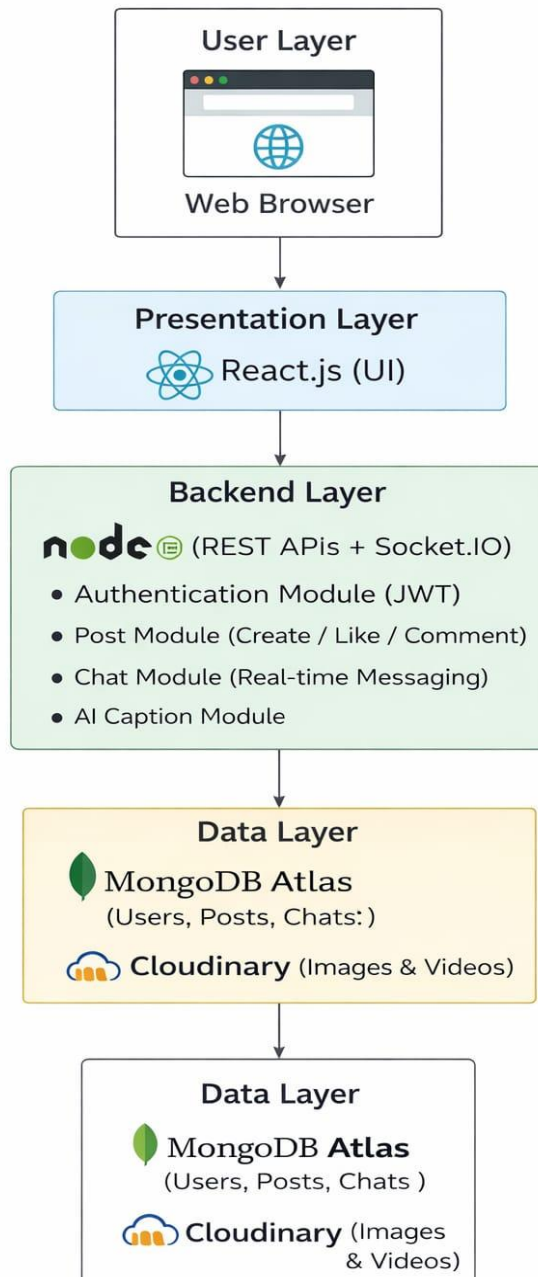 User Layer
Web Browser
Presentation Layer
React.js (UI)
Backend Layer
node (REST APIs + Socket.IO)
• Authentication Module (JWT)
• Post Module (Create / Like / Comment)
• Chat Module (Real-time Messaging)
• AI Caption Module
Data Layer
MongoDB Atlas
(Users, Posts, Chats: )
Cloudinary (Images & Videos)
Data Layer
MongoDB Atlas
(Users, Posts, Chats )
Cloudinary (Images
& Videos)